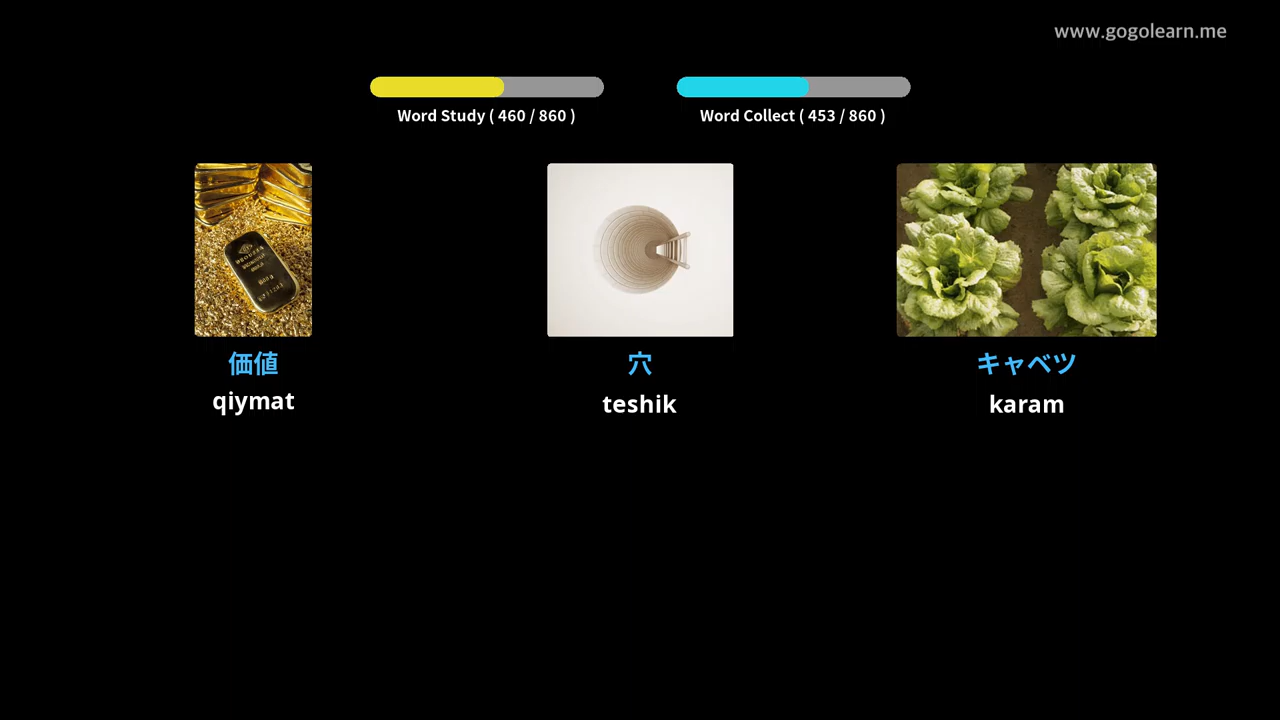 www.gogolearn.me
Word Study ( 460 / 860 )
Word Collect ( 453 / 860 )
価値
qiymat
穴
teshik
キャベツ
karam